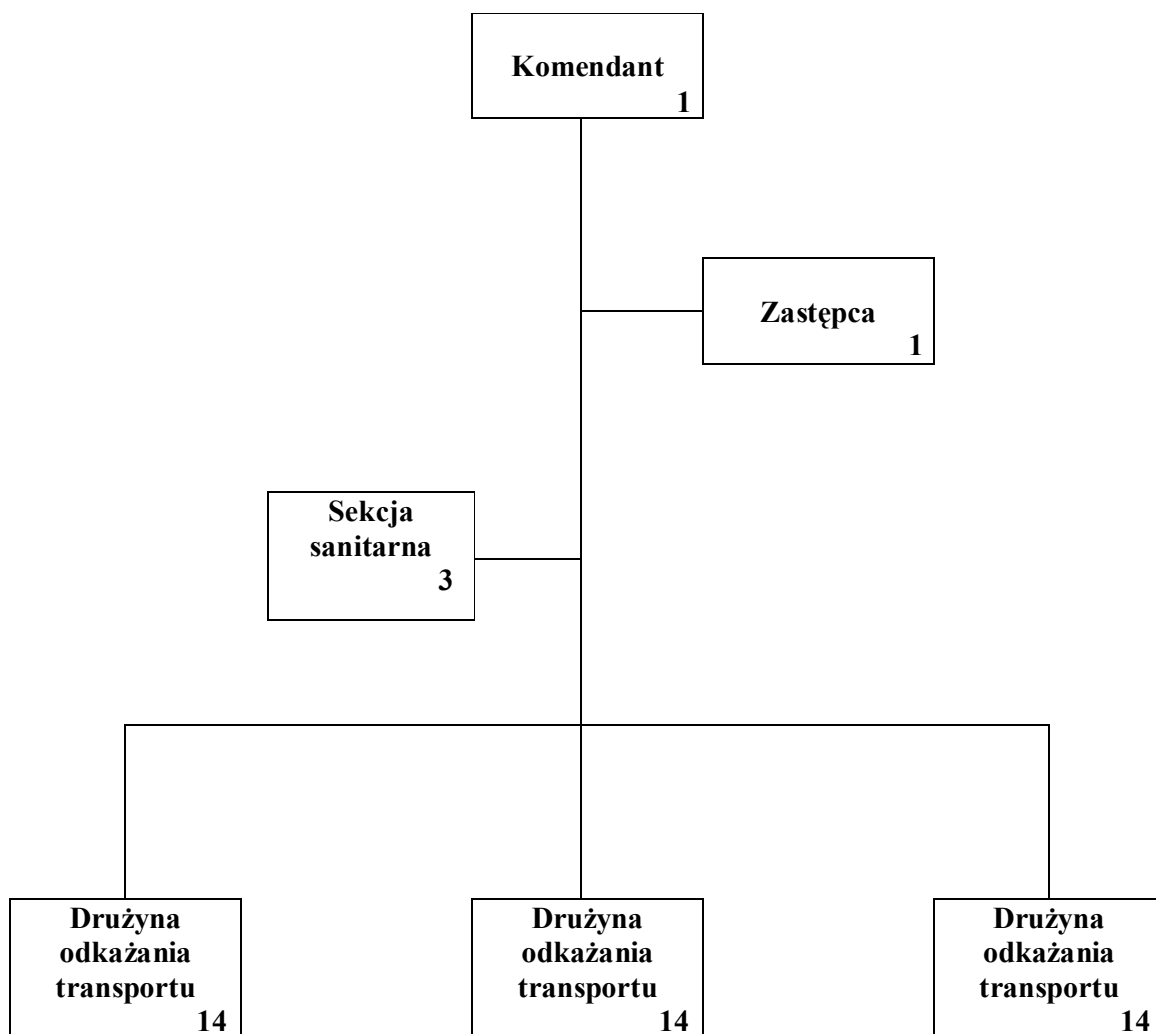 Komendant
1
Zastępca
1
Sekcja
sanitarna
3
Drużyna
odkażania
transportu
14
Drużyna
odkażania
transportu
14
Drużyna
odkażania
transportu
14